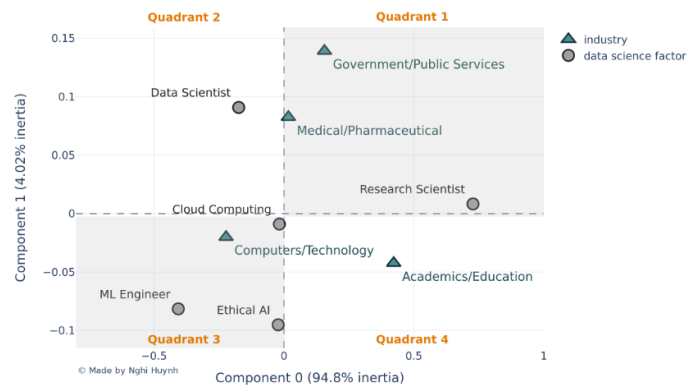 Quadrant 2
Quadrant 1
industry
data science factor
0.15
Government/Public Services
0.1
Data Scientist
Medical/Pharmaceutical
0.05
Research Scientist
Cloud Computing
0
Computers/Technology
−0.05
Academics/Education
ML Engineer
Ethical AI
−0.1
Quadrant 3
Quadrant 4
−0.5
0
0.5
1
© Made by Nghi Huynh
Component 0 (94.8% inertia)
Component 1 (4.02% inertia)